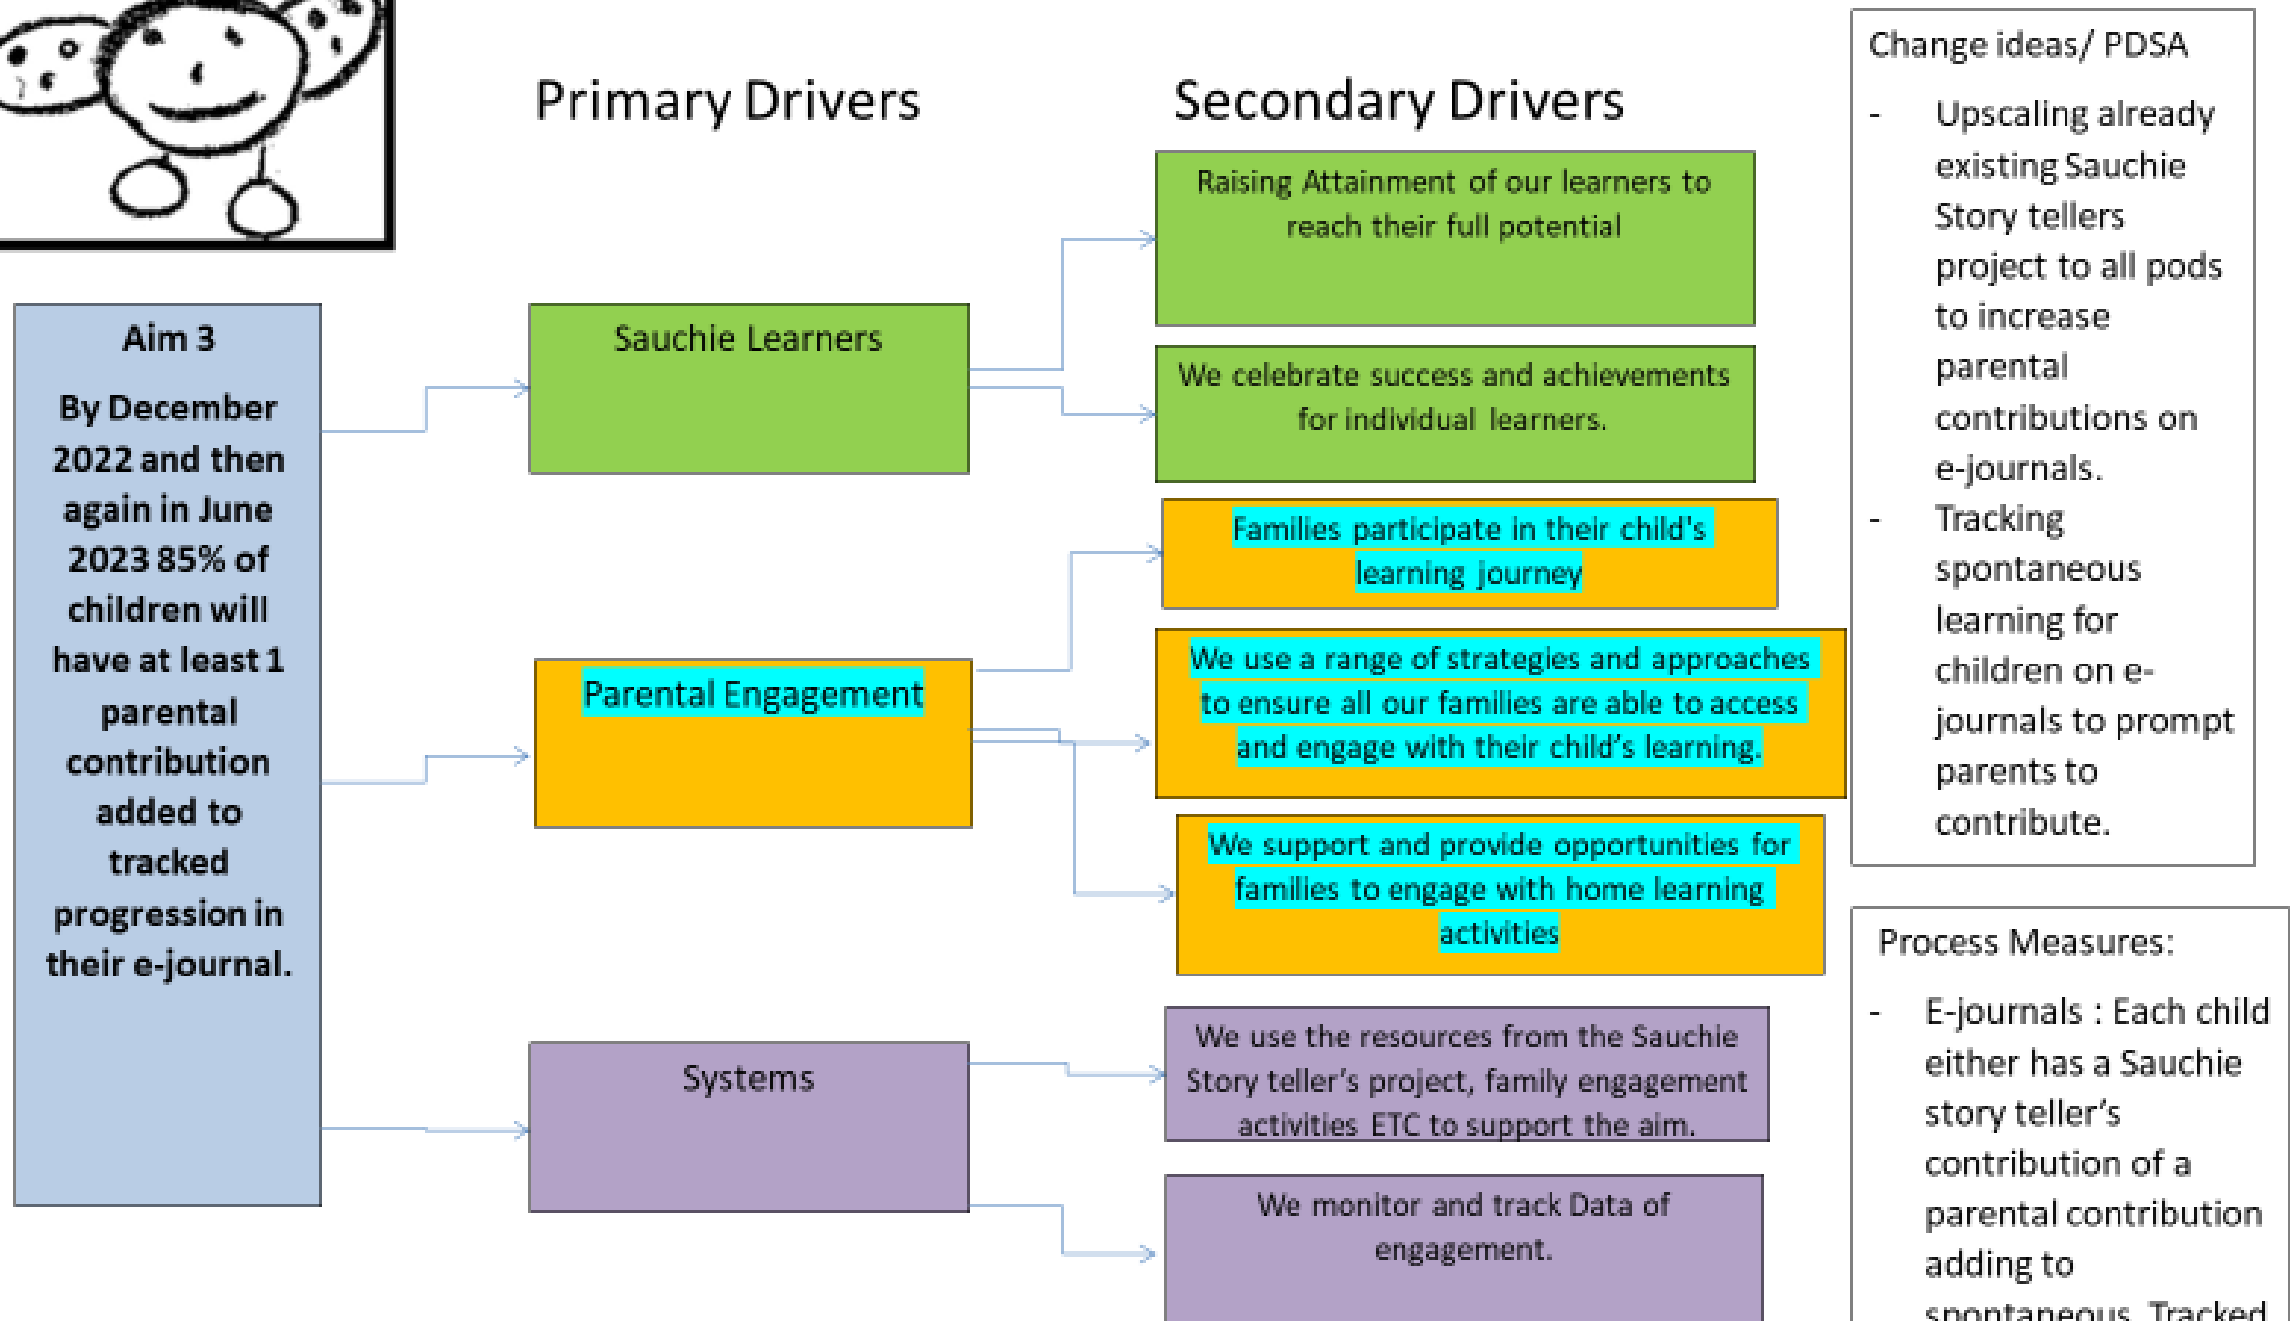 Primary Drivers
Secondary Drivers
Aim 3
By December
2022 and then
again in June
2023 85% of
children will
have at least 1
parental
contribution
added to
tracked
progression in
their e-journal.
Sauchie Learners
Parental Engagement
Systems
Raising Attainment of our learners to
reach their full potential
We celebrate success and achievements
for individual learners.
Families participate in their child's
learning journey
We use a range of strategies and approaches
to ensure all our families are able to access
and engage with their child’s learning.
We support and provide opportunities for
families to engage with home learning
activities
We use the resources from the Sauchie
Story teller’s project, family engagement
activities ETC to support the aim.
We monitor and track Data of
engagement.
Change ideas/ PDSA
- Upscaling already
existing Sauchie
Story tellers
project to all pods
to increase
parental
contributions on
e-journals.
- Tracking
spontaneous
learning for
children on e-
journals to prompt
parents to
contribute.
Process Measures:
- E-journals : Each child
either has a Sauchie
story teller’s
contribution of a
parental contribution
adding to
spontaneous Tracked